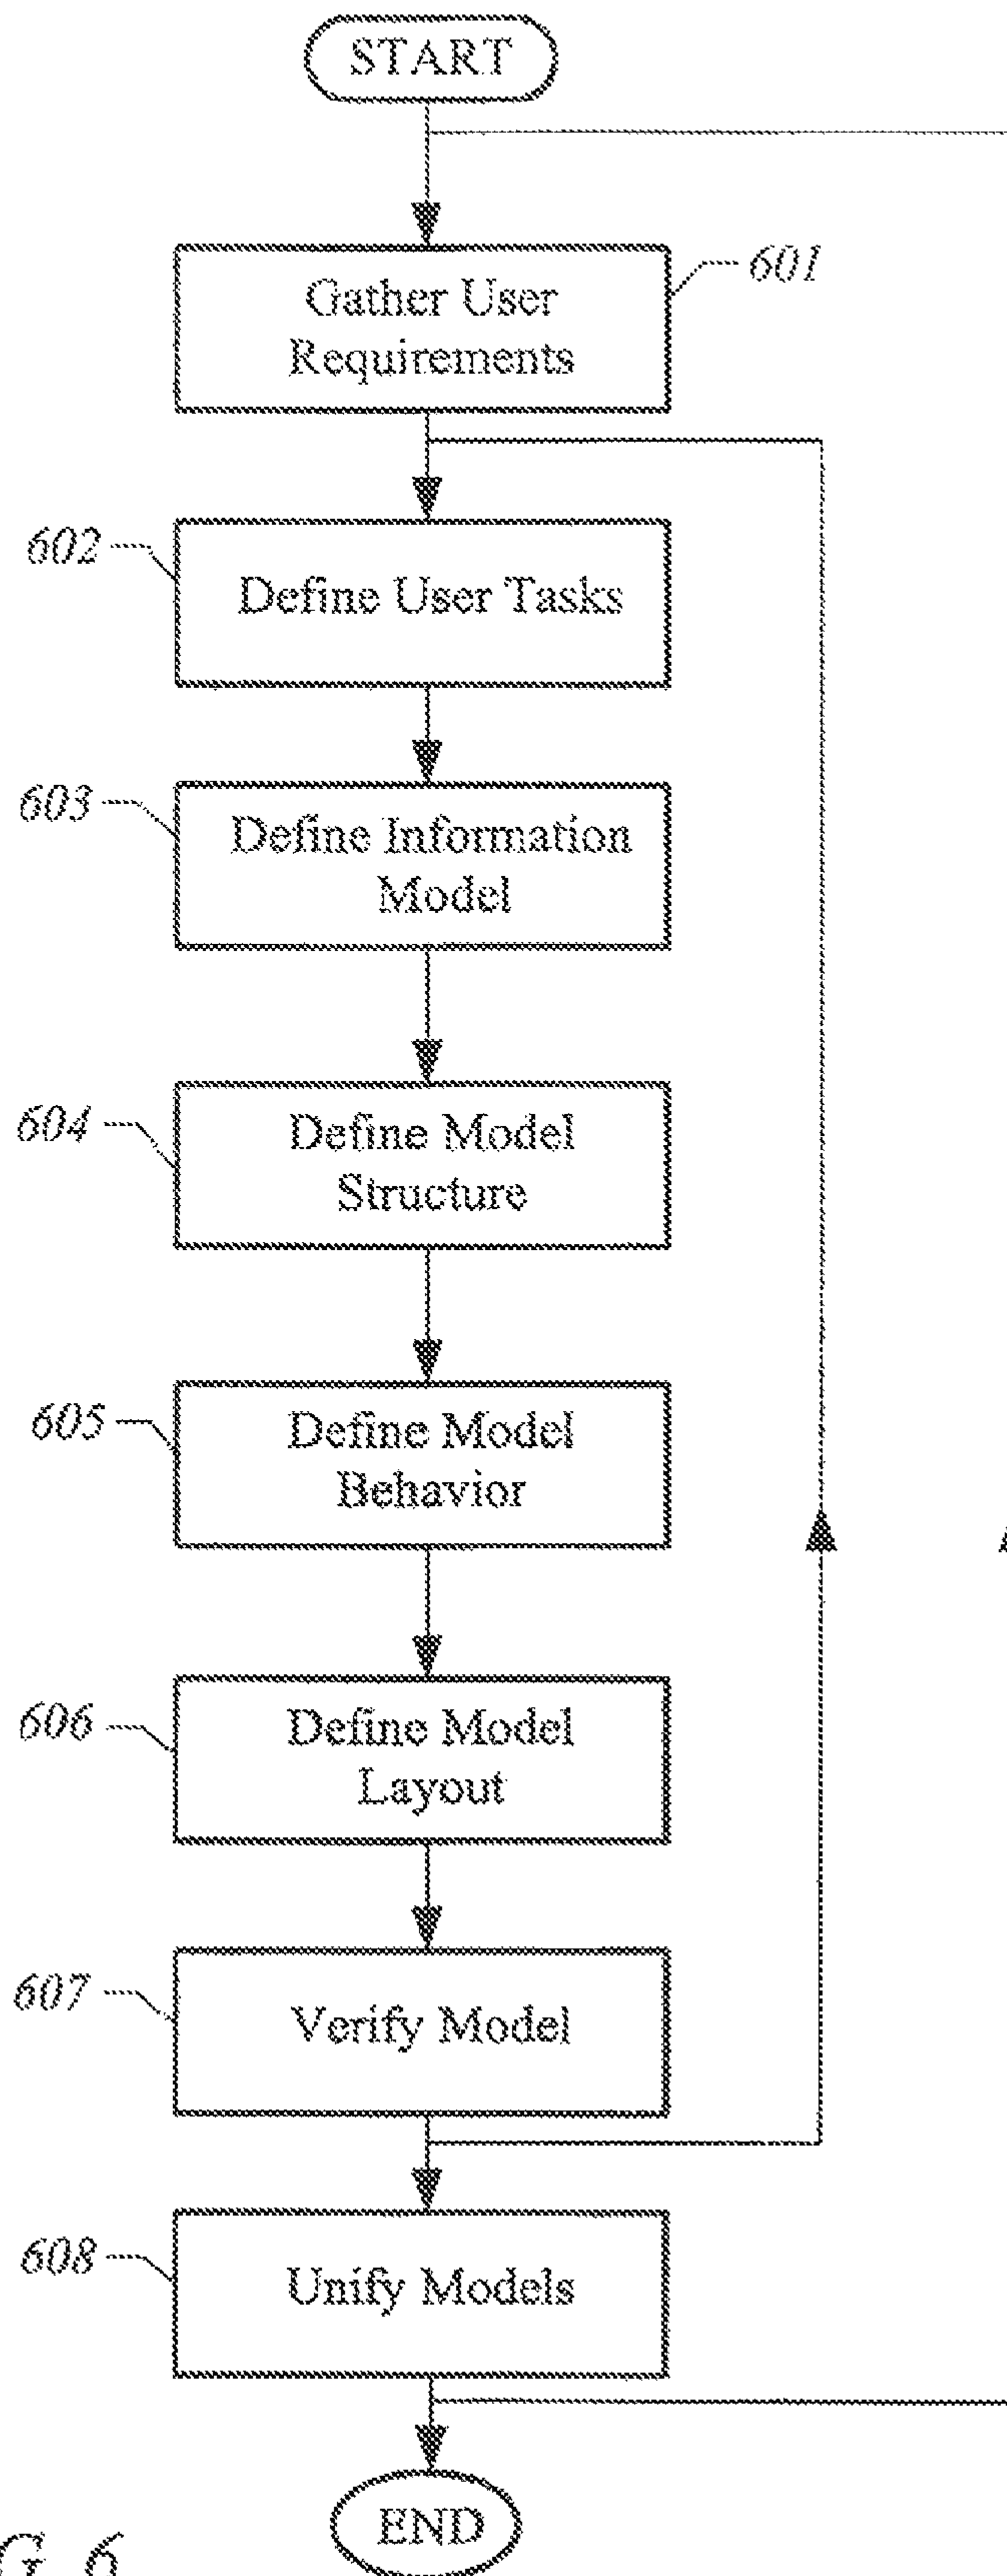 START
601
Gather User
Requirements
602
Define User Tasks
603
Define Information
Model
604
Define Model
Structure
605
Define Model
Behavior
606
Define Model
Layout
607
Verify Model
608
Unify Models
END
G. 6